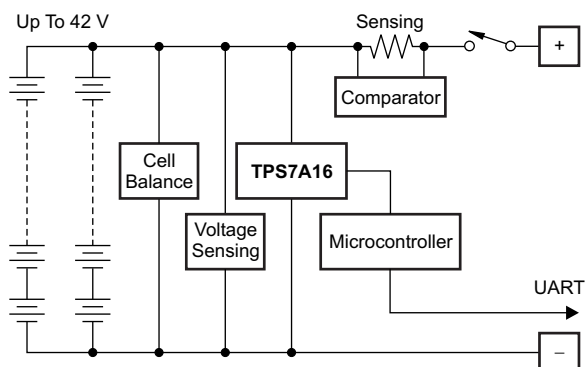 Up To 42 V
Sensing
+
Comparator
Cell
Balance
TPS7A16
Voltage
Sensing
Microcontroller
UART
–